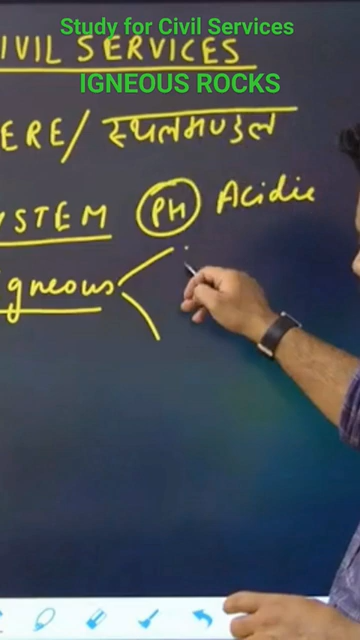 Study for Civil Services
IVIL SERVICES
IGNEOUS ROCKS
ERE/ स्थलमण्डल
YSTEM PH Acidic
Igneous